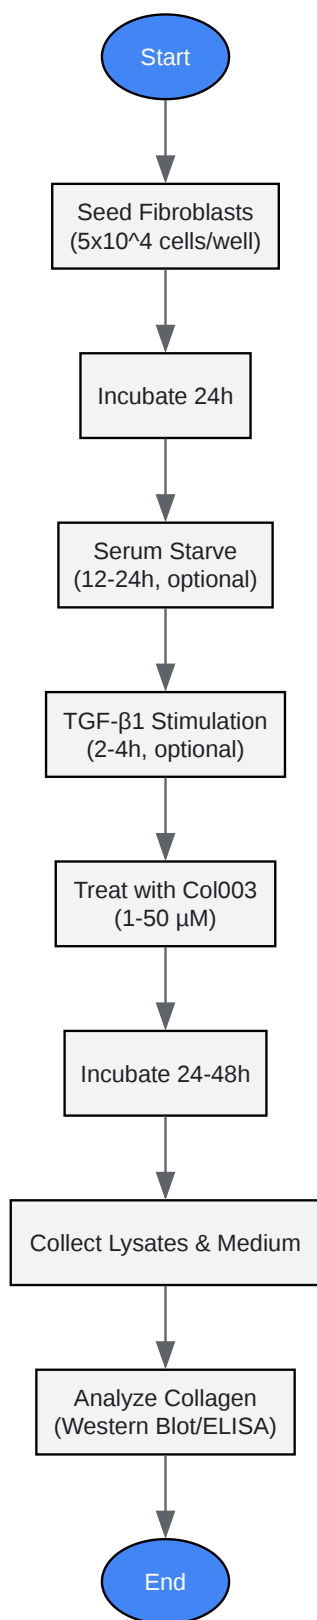 Start
Seed Fibroblasts
(5x10^4 cells/well)
Incubate 24h
Serum Starve
(12-24h, optional)
TGF-β1 Stimulation
(2-4h, optional)
Treat with Col003
(1-50 µM)
Incubate 24-48h
Collect Lysates & Medium
Analyze Collagen
(Western Blot/ELISA)
End